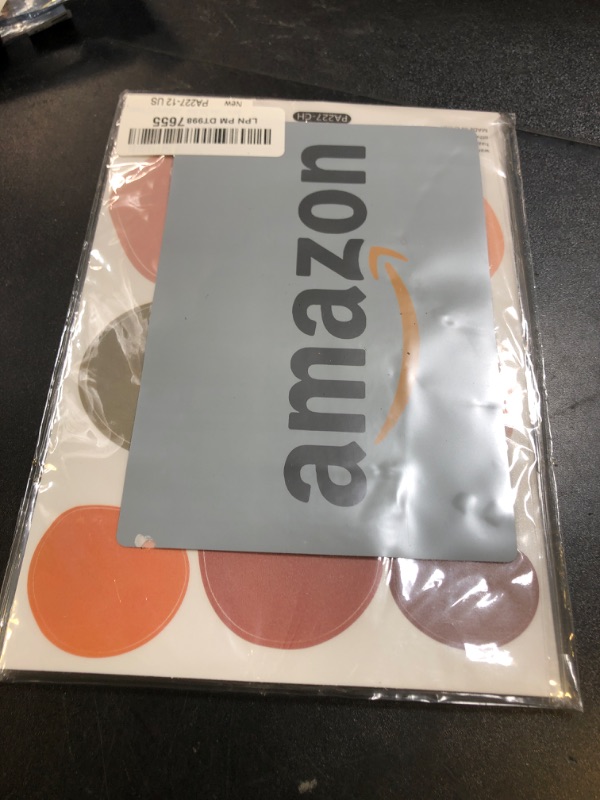 LPN PM DT998 7655
New PA227-12 US
PA227-CH
amazon